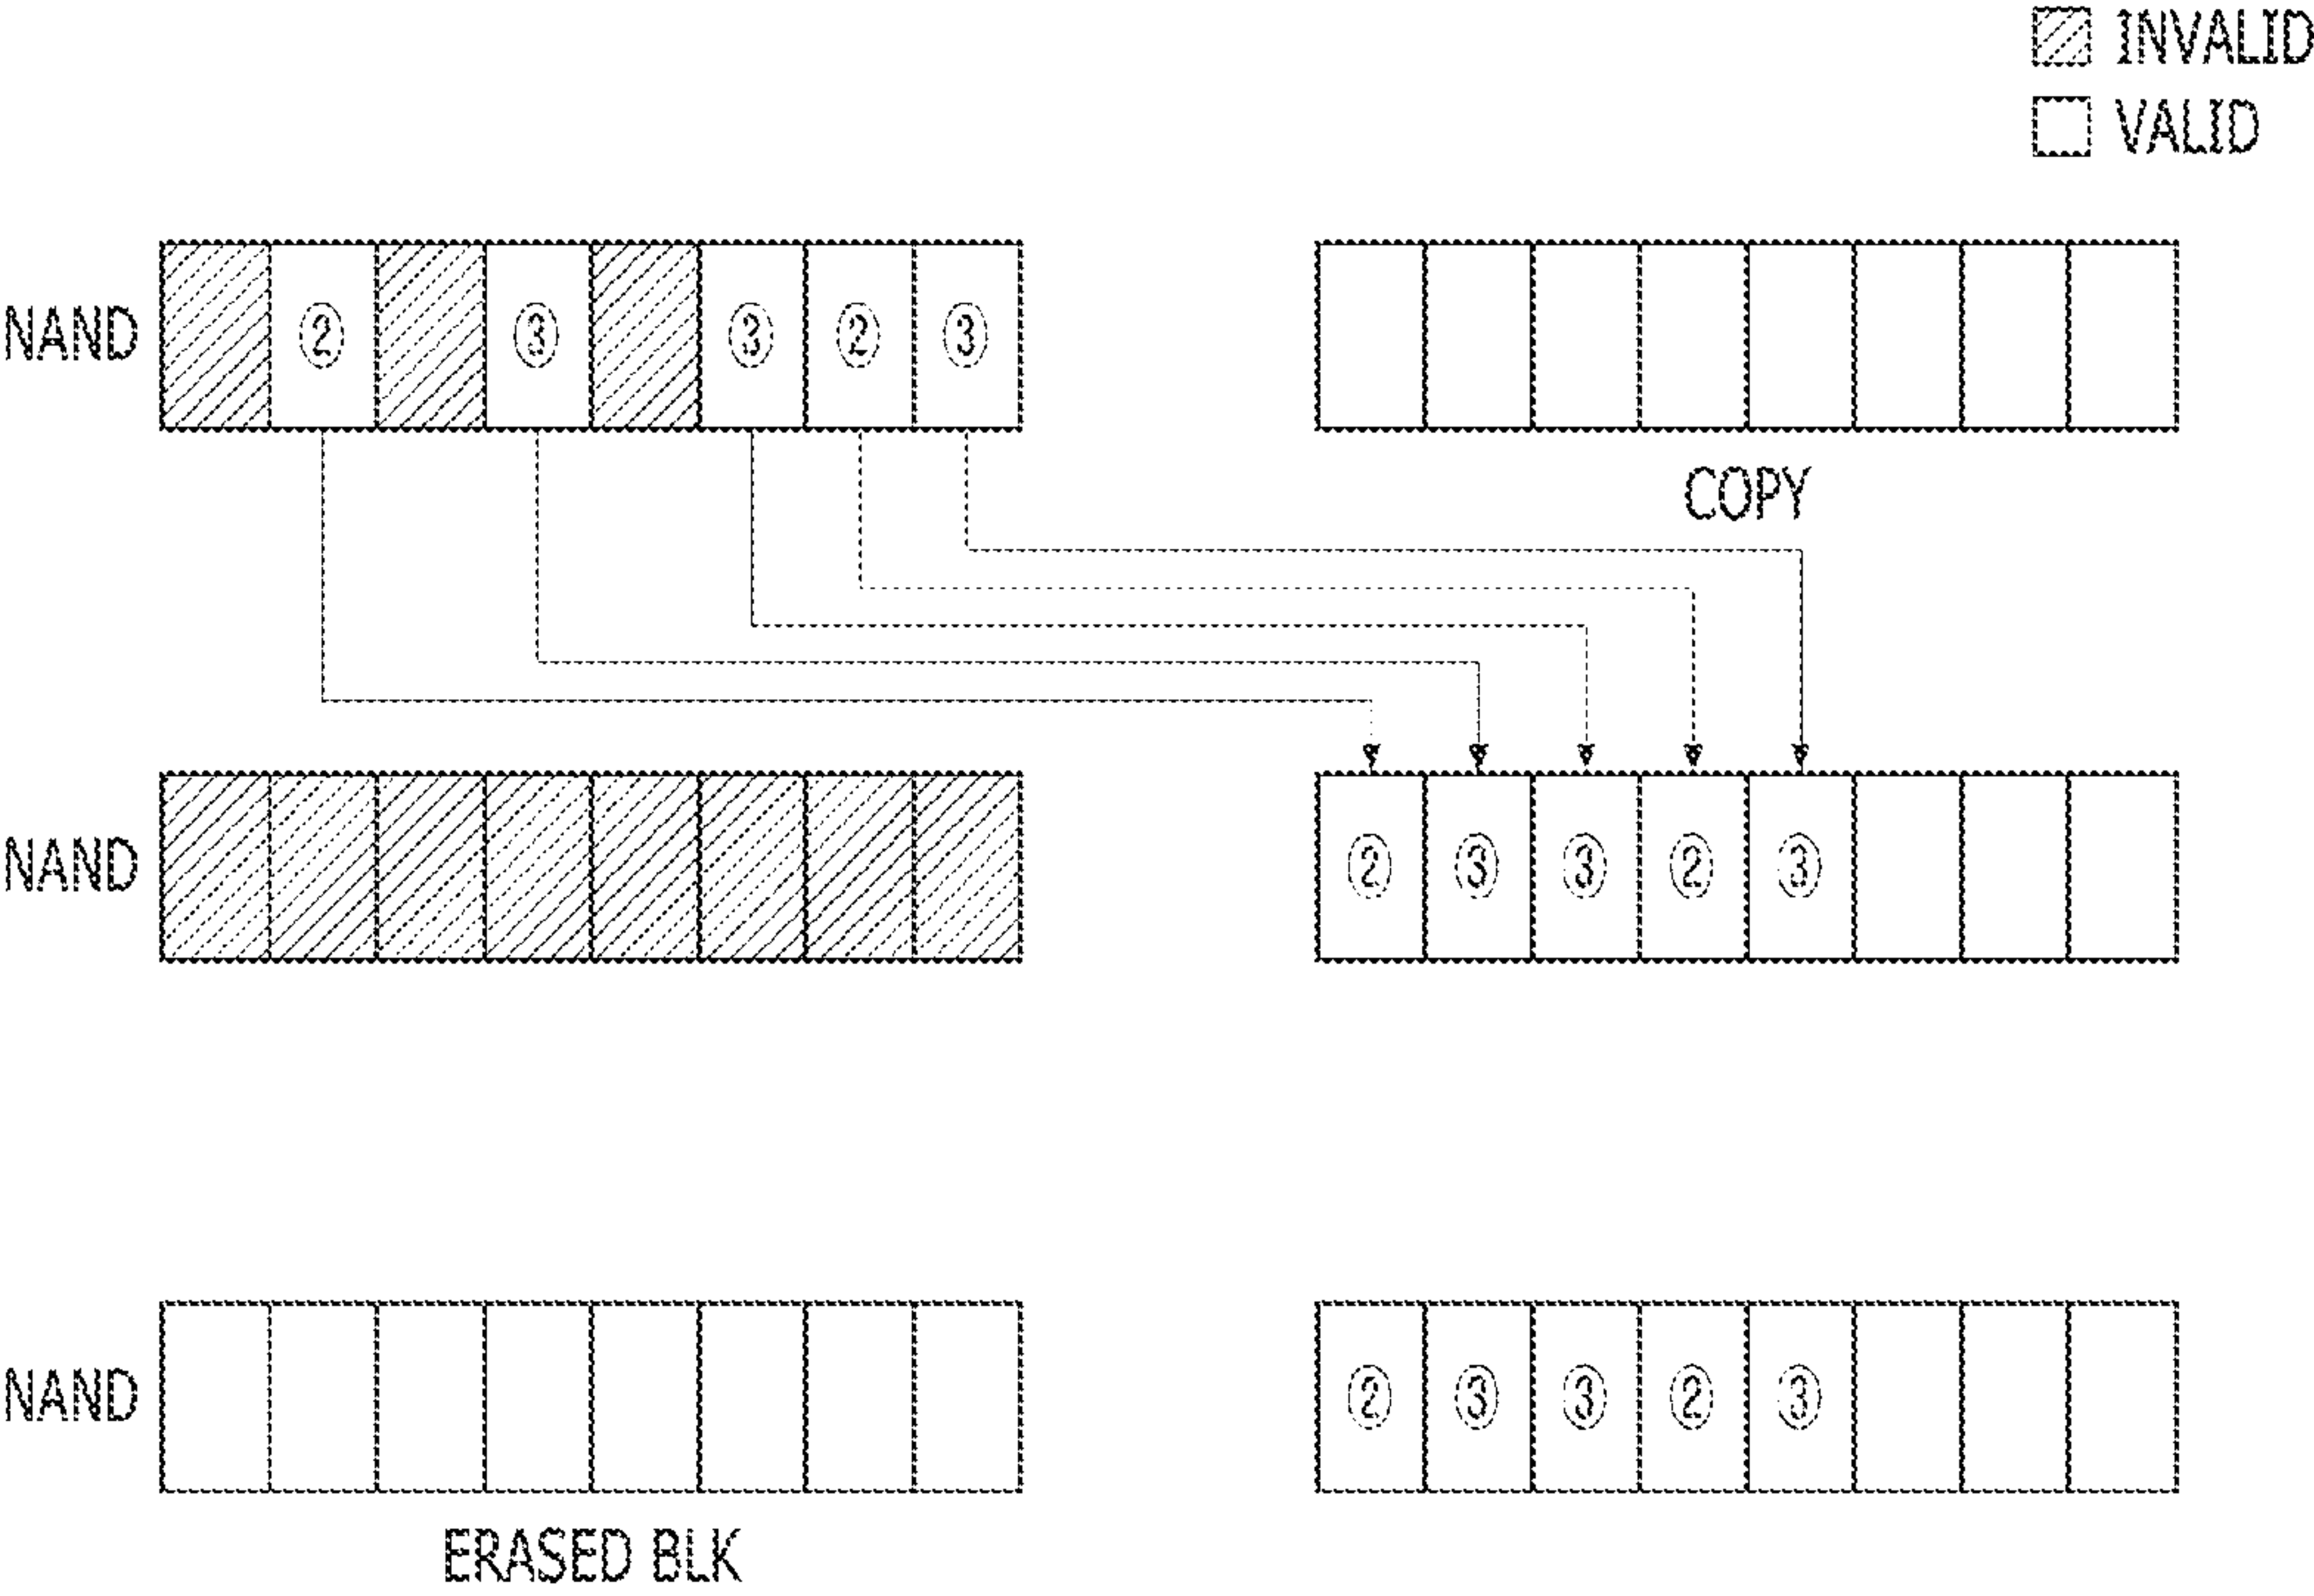 INVALID
VALID
NAND ② ③ ③ ② ③
COPY
NAND ② ③ ③ ② ③
NAND ② ③ ③ ② ③
ERASED BLK